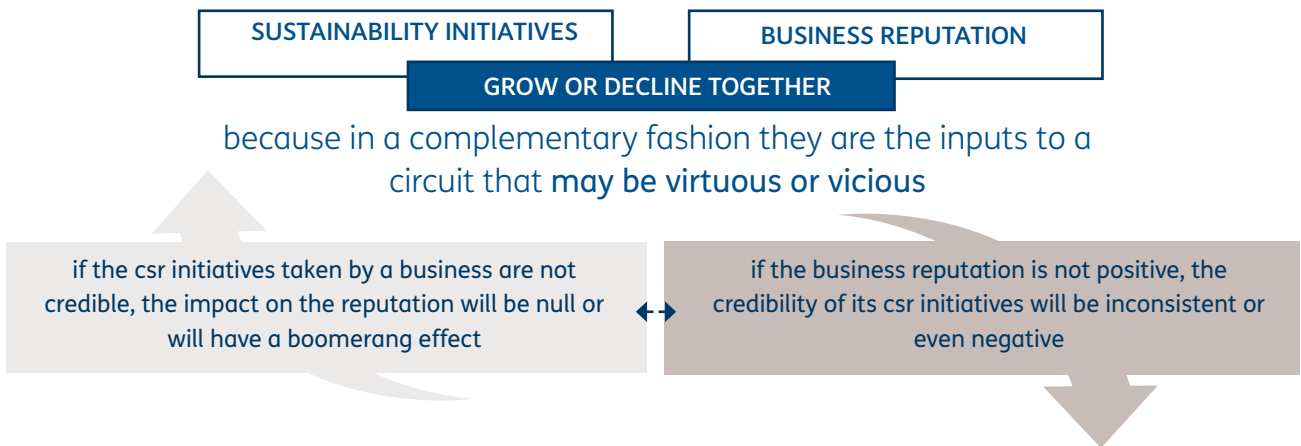 SUSTAINABILITY INITIATIVES
BUSINESS REPUTATION
GROW OR DECLINE TOGETHER
because in a complementary fashion they are the inputs to a
circuit that may be virtuous or vicious
if the csr initiatives taken by a business are not
credible, the impact on the reputation will be null or
will have a boomerang effect
if the business reputation is not positive, the
credibility of its csr initiatives will be inconsistent or
even negative